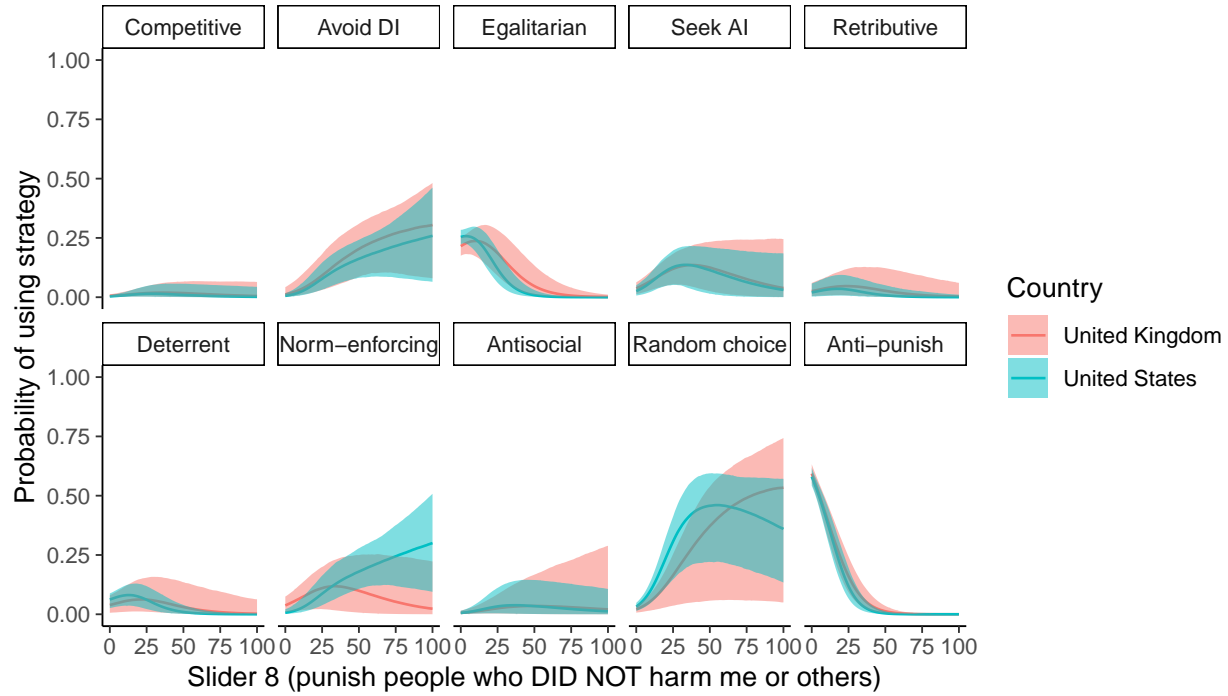 Competitive Avoid DI Egalitarian Seek AI Retributive
1.00
0.75
0.50
0.25
0.00
Deterrent Norm−enforcing Antisocial Random choice Anti−punish
1.00
0.75
0.50
0.25
0.00
0 25 50 75 100 0 25 50 75 100 0 25 50 75 100 0 25 50 75 100 0 25 50 75 100
Slider 8 (punish people who DID NOT harm me or others)
Probability of using strategy
Country
United Kingdom
United States